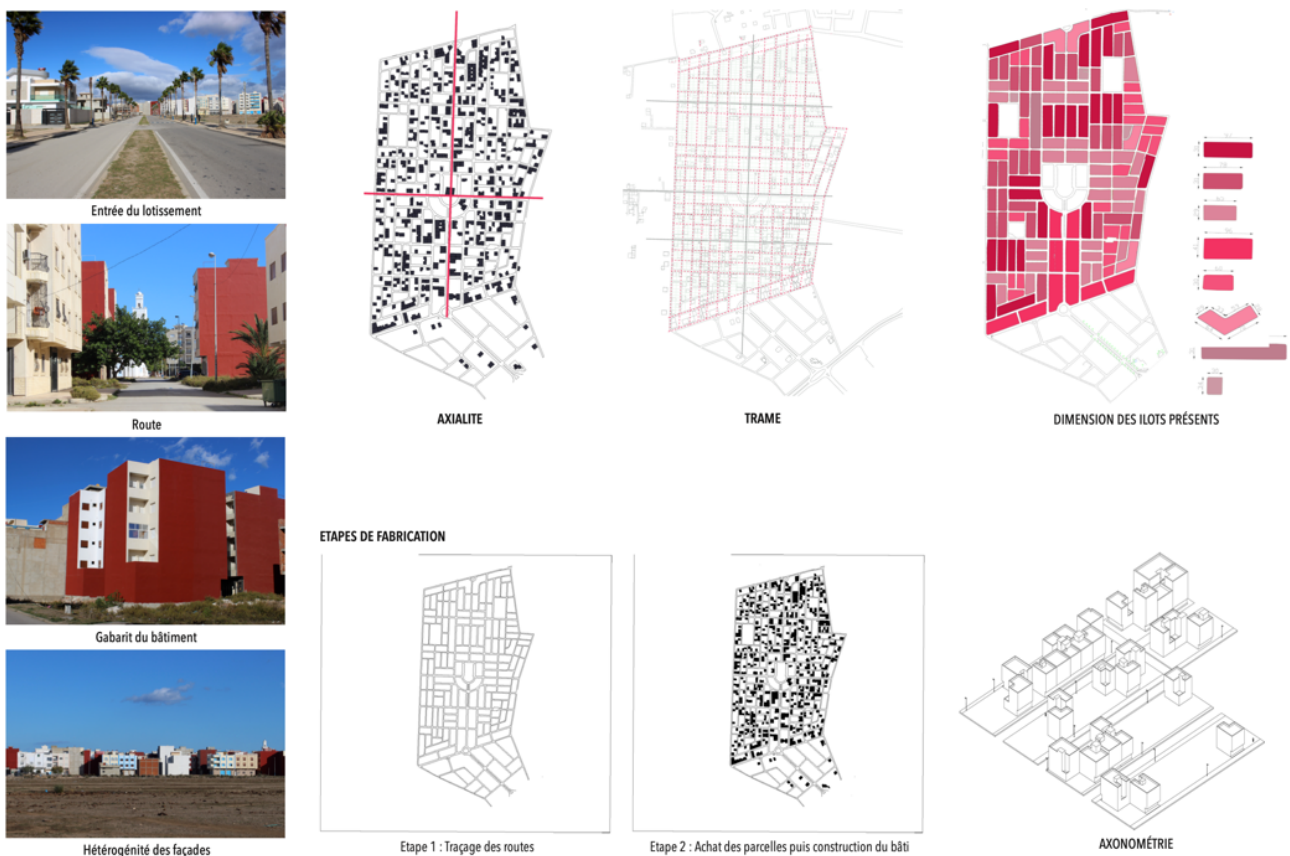 Entrée du lotissement
Route
Gabarit du bâtiment
Hétérogénité des façades
AXIALITE
TRAME
DIMENSION DES ILOTS PRÉSENTS
ETAPES DE FABRICATION
Etape 1 : Traçage des routes
Etape 2 : Achat des parcelles puis construction du bâti
AXONOMÉTRIE